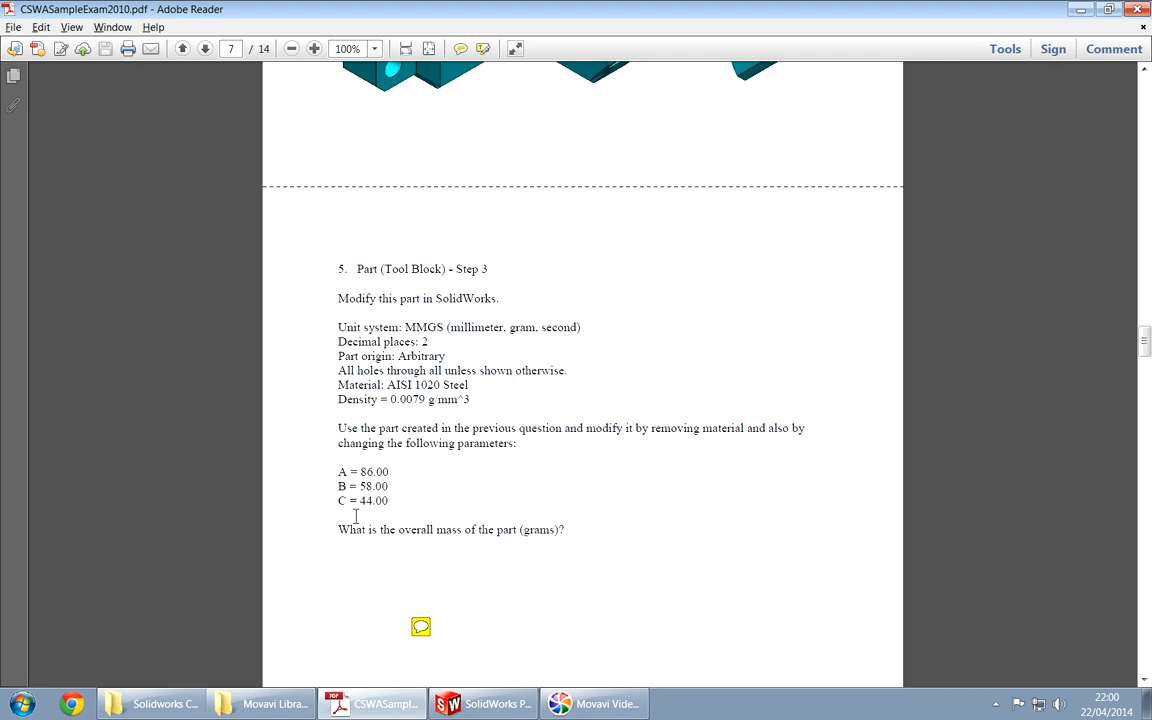 CSWASampleExam2010.pdf - Adobe Reader
File Edit View Window Help
7 / 14 100% Tools Sign Comment
5. Part (Tool Block) - Step 3
Modify this part in SolidWorks.
Unit system: MMGS (millimeter, gram, second)
Decimal places: 2
Part origin: Arbitrary
All holes through all unless shown otherwise.
Material: AISI 1020 Steel
Density = 0.0079 g/mm^3
Use the part created in the previous question and modify it by removing material and also by
changing the following parameters:
A = 86.00
B = 58.00
C = 44.00
What is the overall mass of the part (grams)?
Solidworks C... Movavi Libra... CSWASampl... SolidWorks P... Movavi Vide... 22:00
22/04/2014